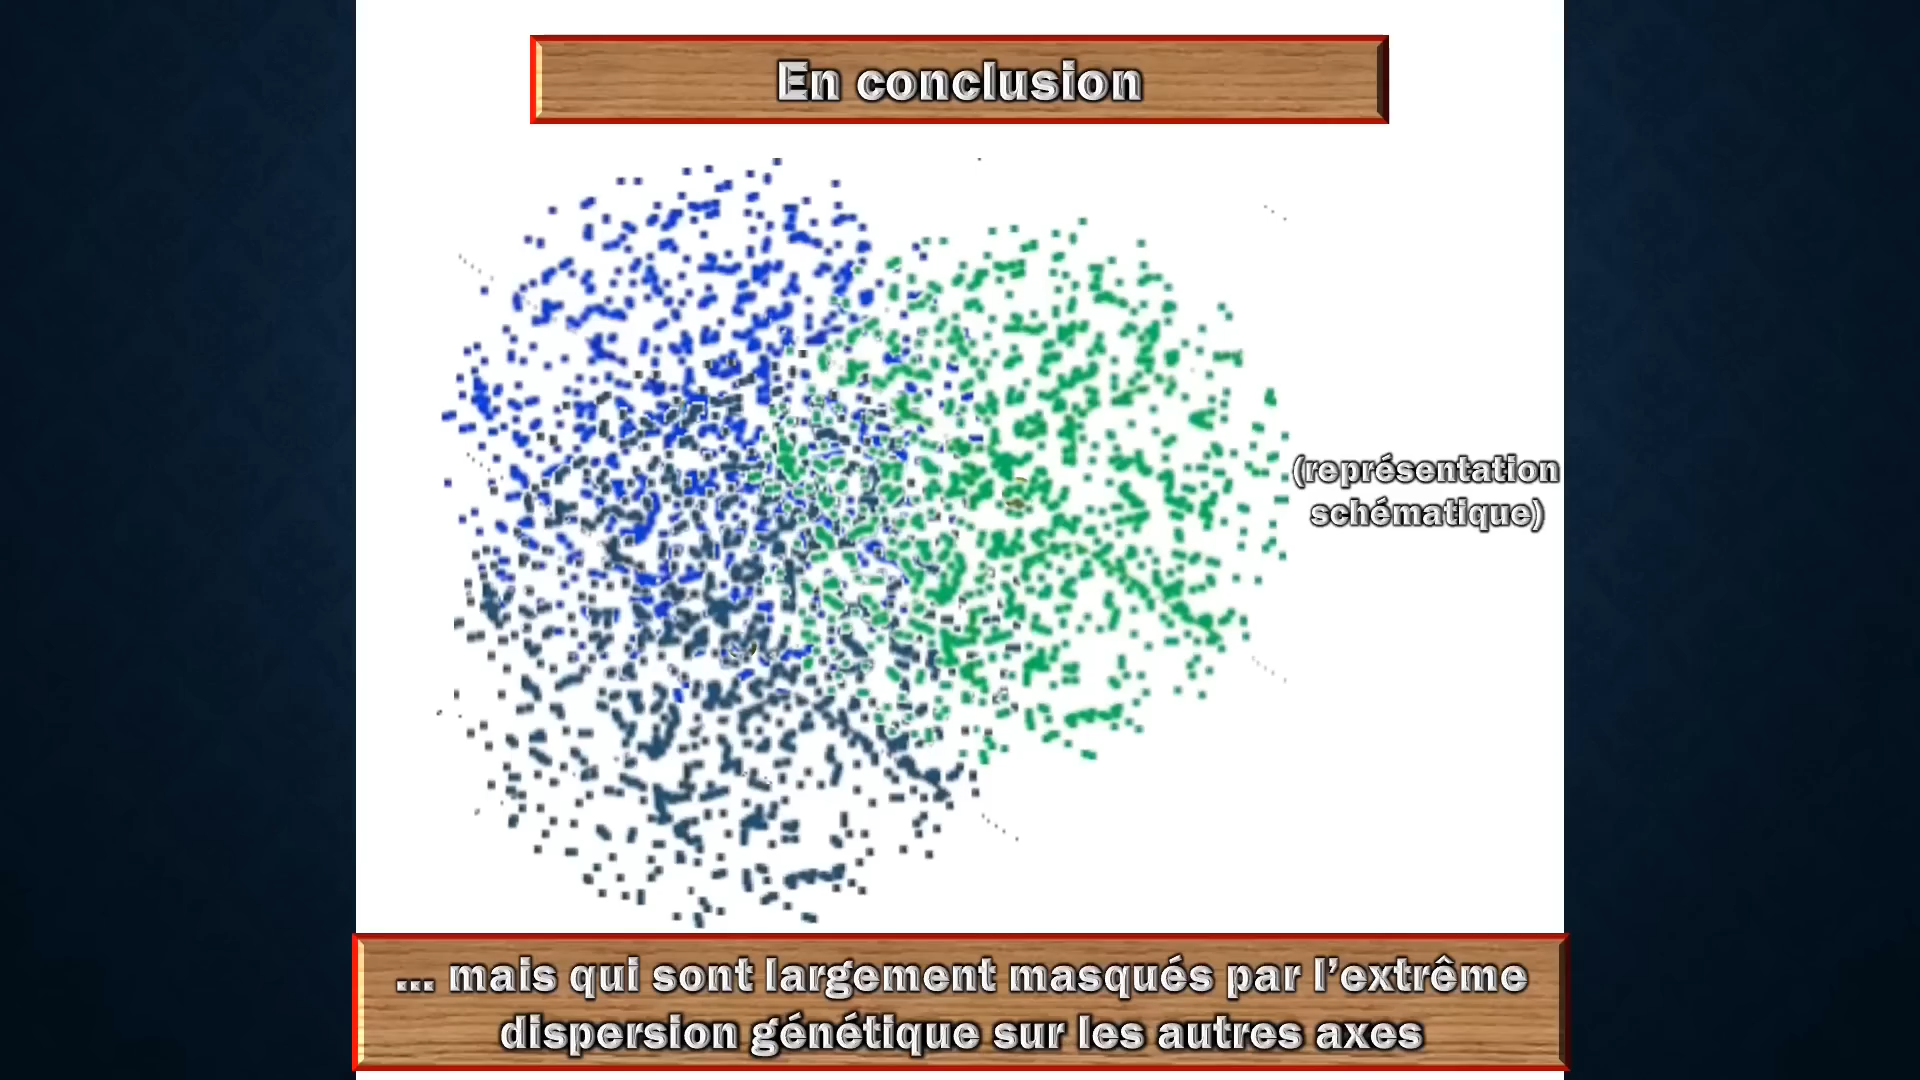 En conclusion
(représentation
schématique)
... mais qui sont largement masqués par l’extrême
dispersion génétique sur les autres axes